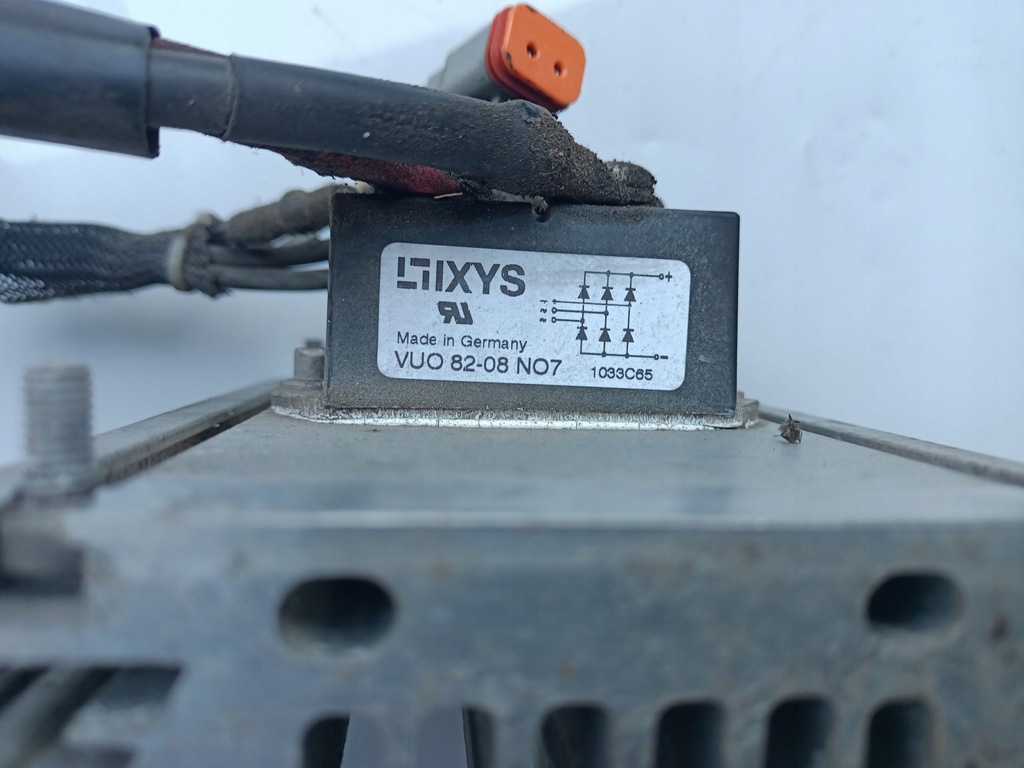 IXYS
Made in Germany
VUO 82-08 NO7
1033C65
+
~
~
~
-